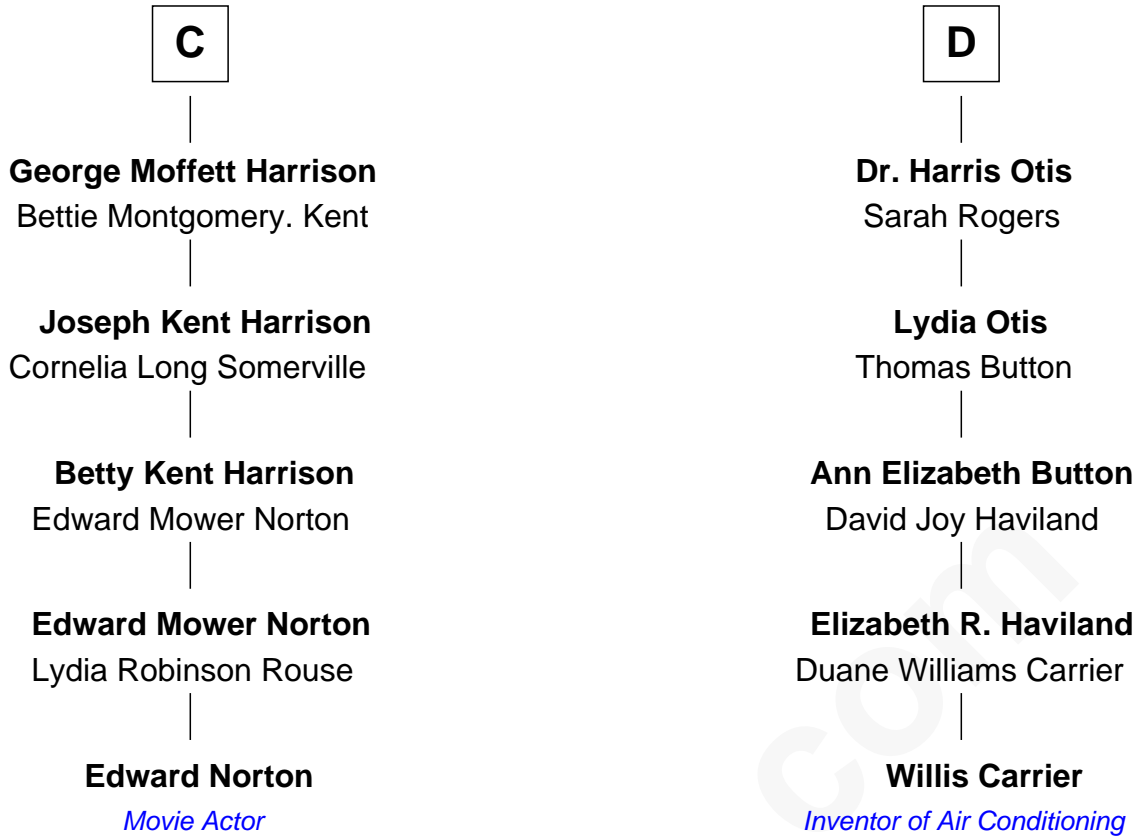 C
George Moffett Harrison
Bettie Montgomery. Kent
Joseph Kent Harrison
Cornelia Long Somerville
Betty Kent Harrison
Edward Mower Norton
Edward Mower Norton
Lydia Robinson Rouse
Edward Norton
Movie Actor
D
Dr. Harris Otis
Sarah Rogers
Lydia Otis
Thomas Button
Ann Elizabeth Button
David Joy Haviland
Elizabeth R. Haviland
Duane Williams Carrier
Willis Carrier
Inventor of Air Conditioning
com